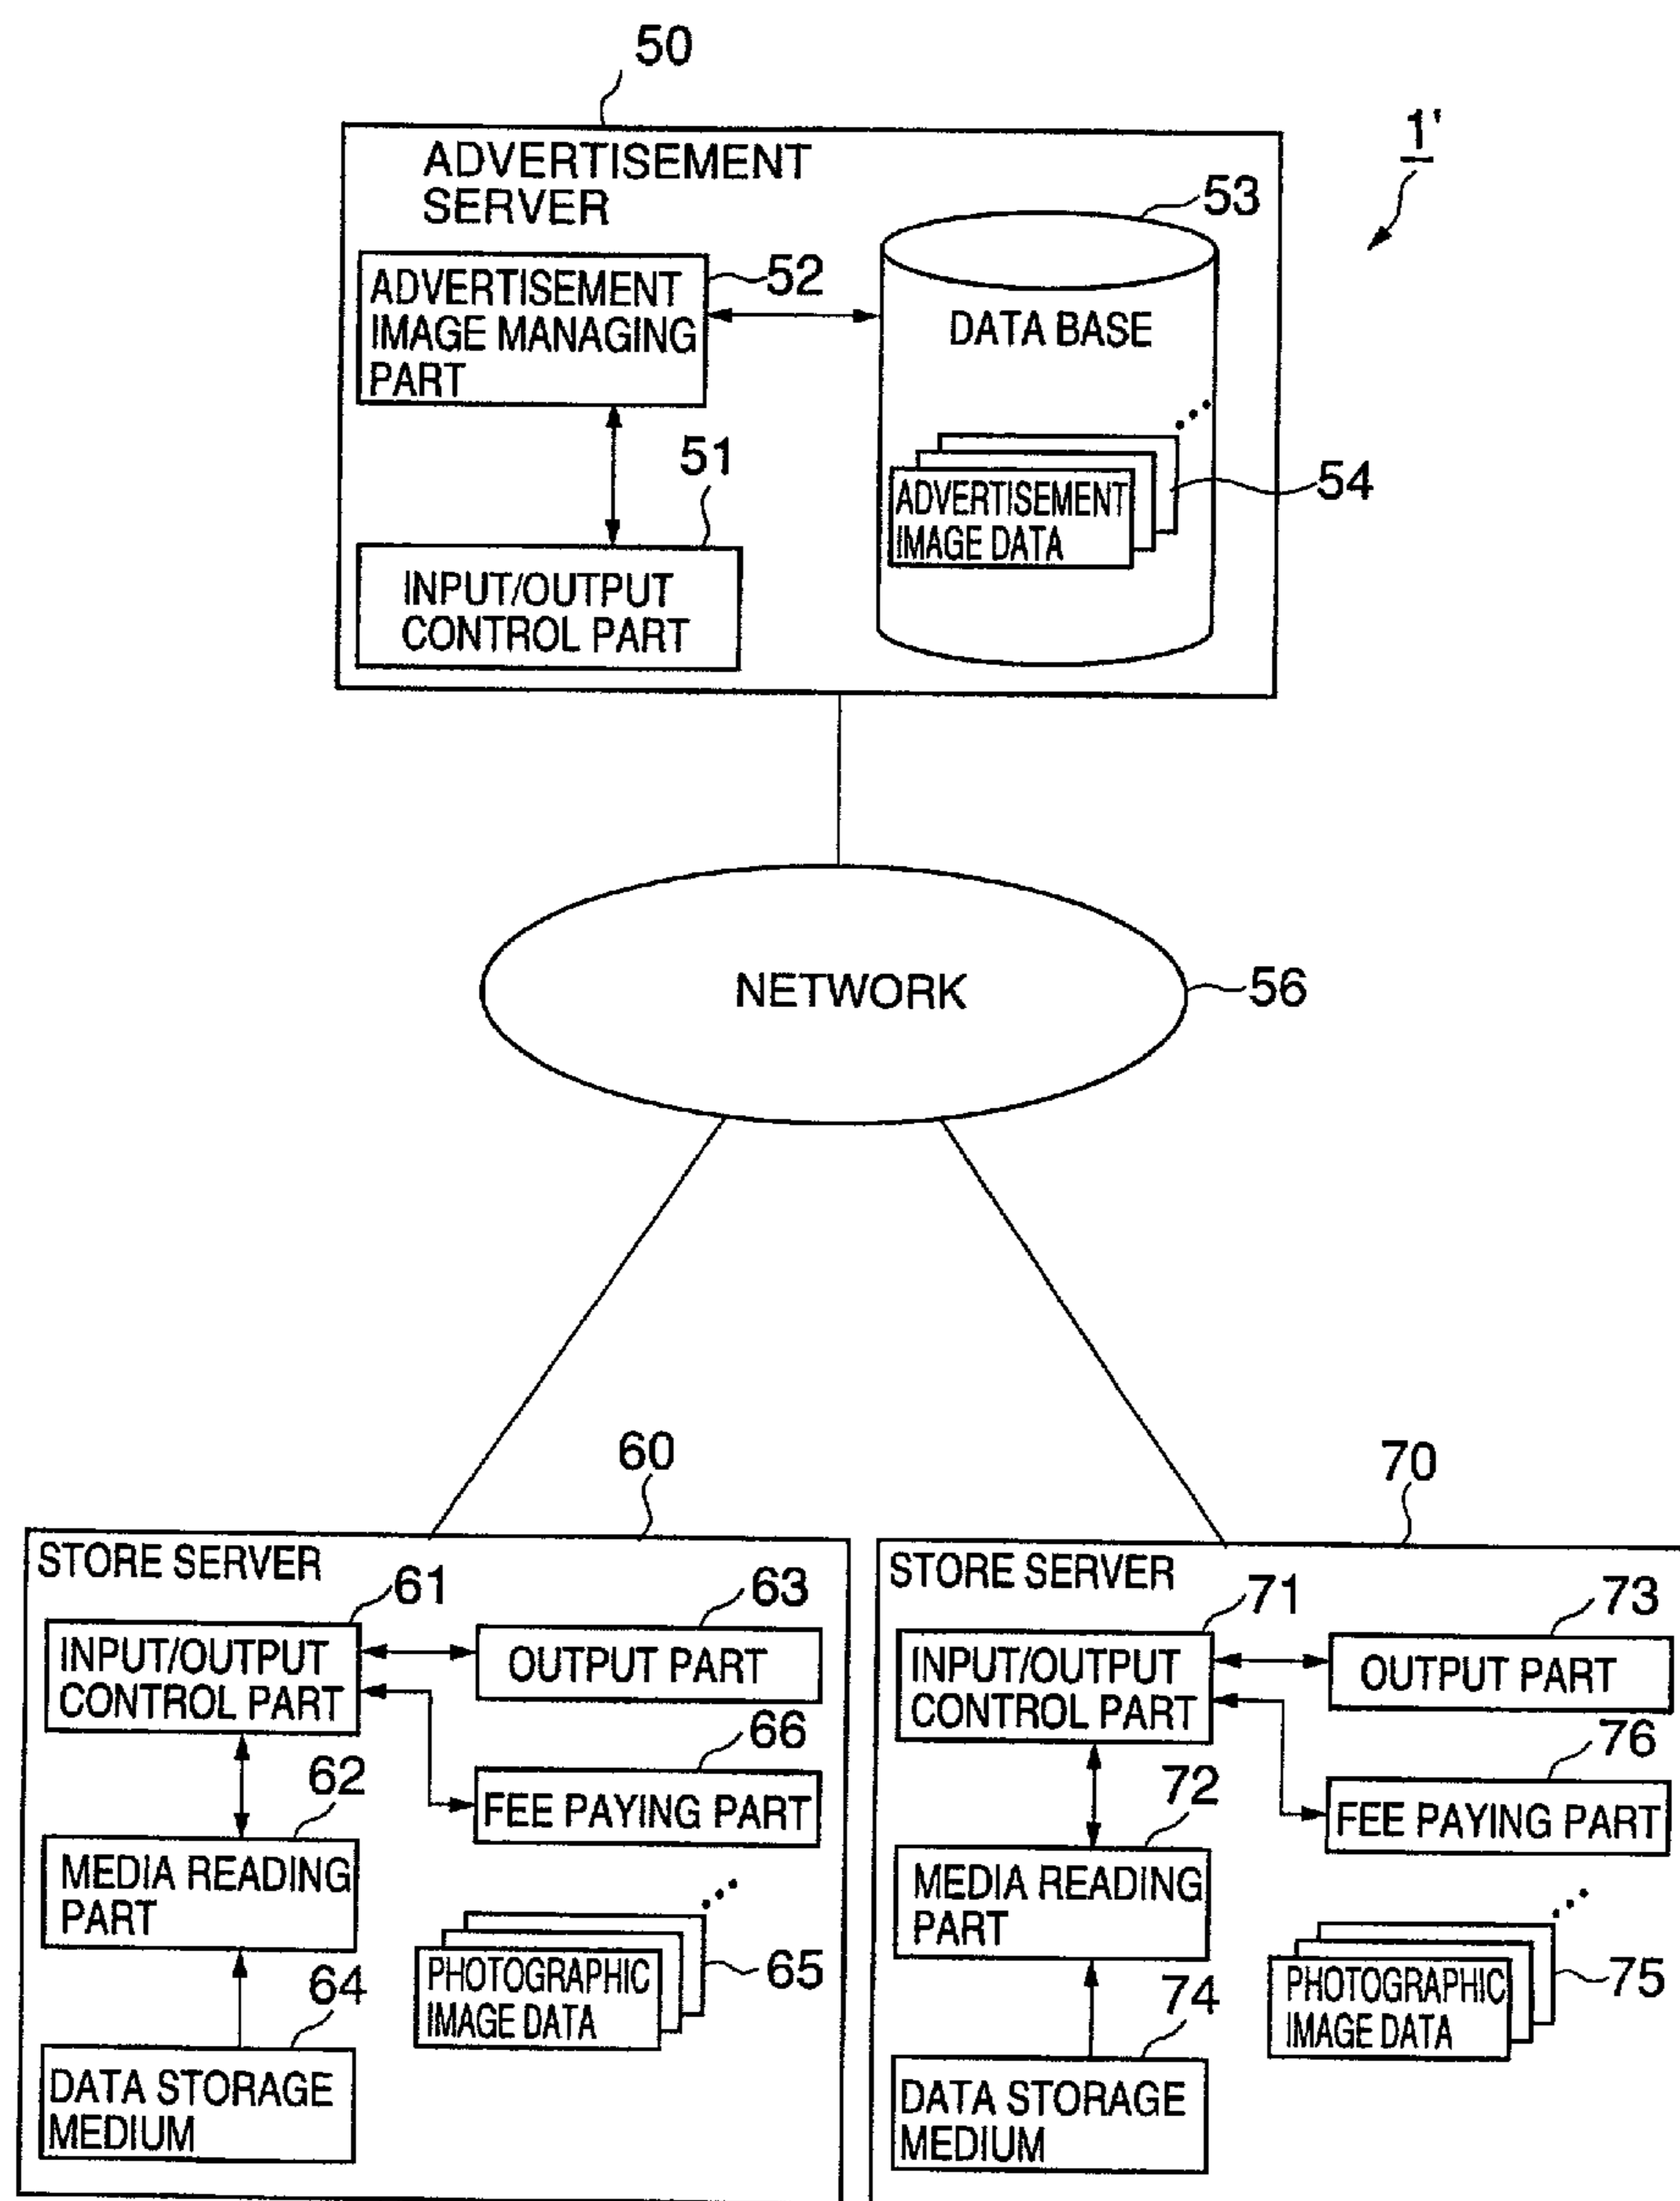 50
1'
ADVERTISEMENT
SERVER
53
52
ADVERTISEMENT
IMAGE MANAGING
PART
DATA BASE
51
54
ADVERTISEMENT
IMAGE DATA
INPUT/OUTPUT
CONTROL PART
NETWORK
56
60
STORE SERVER
61
63
INPUT/OUTPUT
CONTROL PART
OUTPUT PART
66
62
FEE PAYING PART
MEDIA READING
PART
65
PHOTOGRAPHIC
IMAGE DATA
64
DATA STORAGE
MEDIUM
70
STORE SERVER
71
73
INPUT/OUTPUT
CONTROL PART
OUTPUT PART
76
72
FEE PAYING PART
MEDIA READING
PART
75
PHOTOGRAPHIC
IMAGE DATA
74
DATA STORAGE
MEDIUM